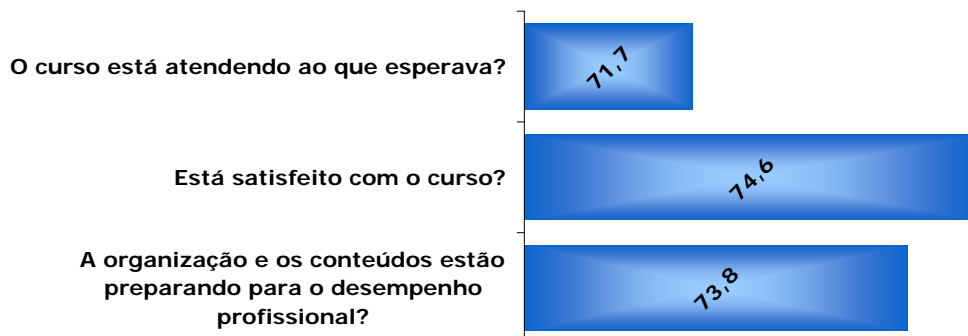 O curso está atendendo ao que esperava?
71,7
Está satisfeito com o curso?
74,6
A organização e os conteúdos estão
preparando para o desempenho
profissional?
73,8